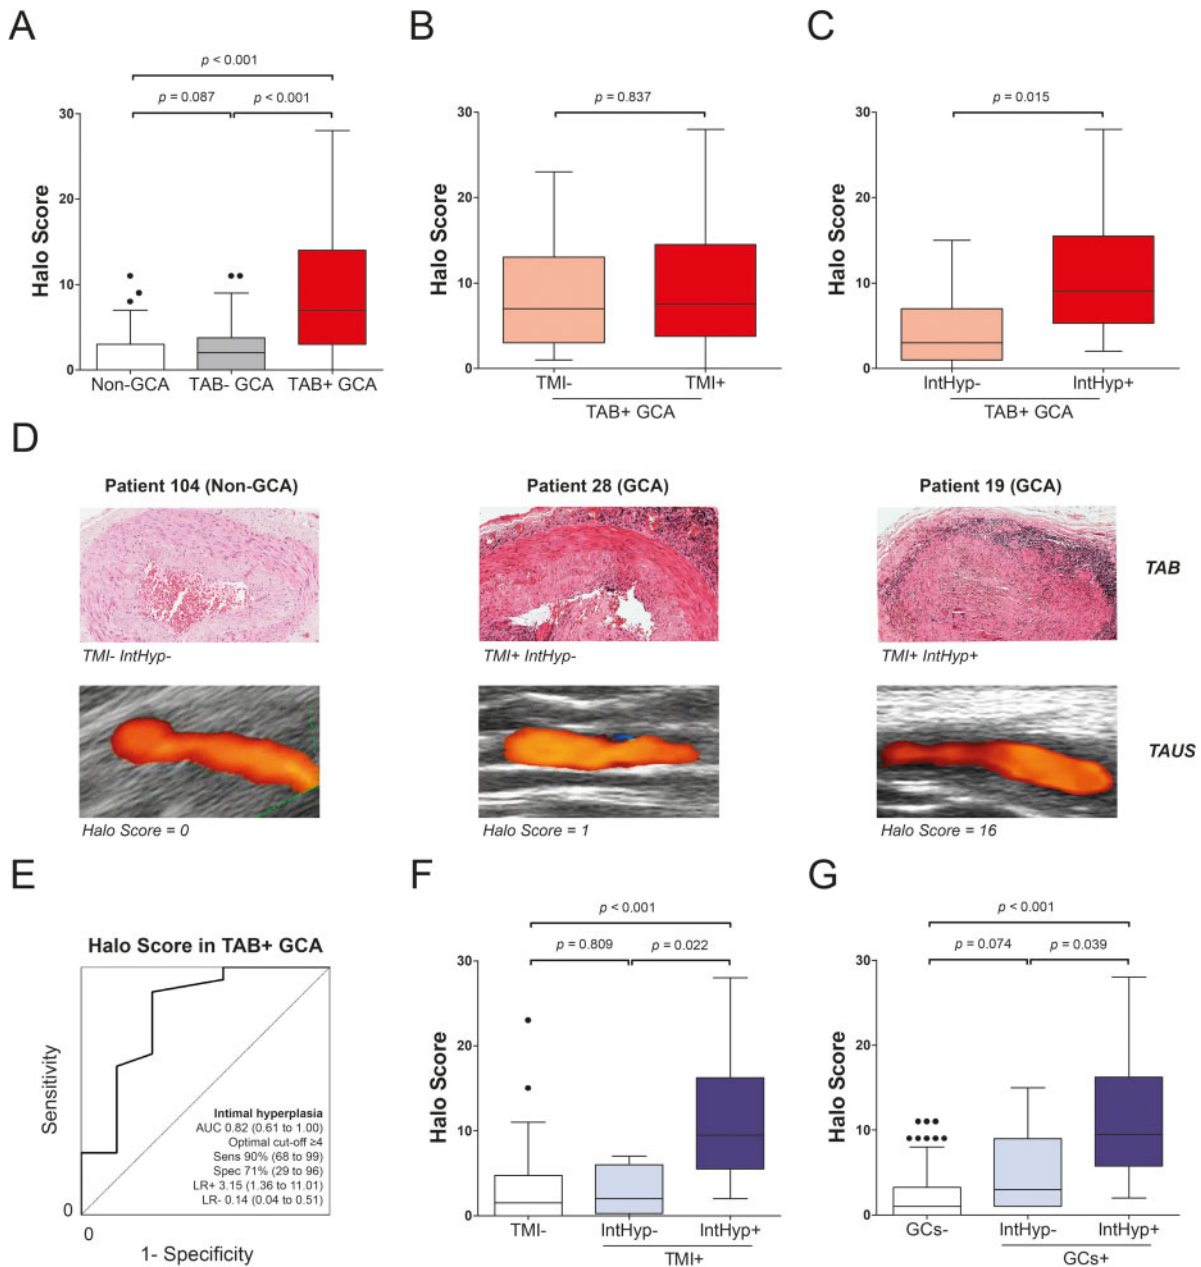 A
p < 0.001
p = 0.087
p < 0.001
30
20
10
0
Halo Score
Non-GCA
TAB- GCA
TAB+ GCA
B
p = 0.837
30
20
10
0
Halo Score
TMI-
TMI+
TAB+ GCA
C
p = 0.015
30
20
10
0
Halo Score
IntHyp-
IntHyp+
TAB+ GCA
D
Patient 104 (Non-GCA)
Patient 28 (GCA)
Patient 19 (GCA)
TAB
TMI- IntHyp-
TMI+ IntHyp-
TMI+ IntHyp+
TAUS
Halo Score = 0
Halo Score = 1
Halo Score = 16
E
Halo Score in TAB+ GCA
Sensitivity
Intimal hyperplasia
AUC 0.82 (0.61 to 1.00)
Optimal cut-off ≥4
Sens 90% (68 to 99)
Spec 71% (29 to 96)
LR+ 3.15 (1.36 to 11.01)
LR- 0.14 (0.04 to 0.51)
0
0
1- Specificity
F
p < 0.001
p = 0.809
p = 0.022
30
20
10
0
Halo Score
TMI-
IntHyp-
IntHyp+
TMI+
G
p < 0.001
p = 0.074
p = 0.039
30
20
10
0
Halo Score
GCs-
IntHyp-
IntHyp+
GCs+